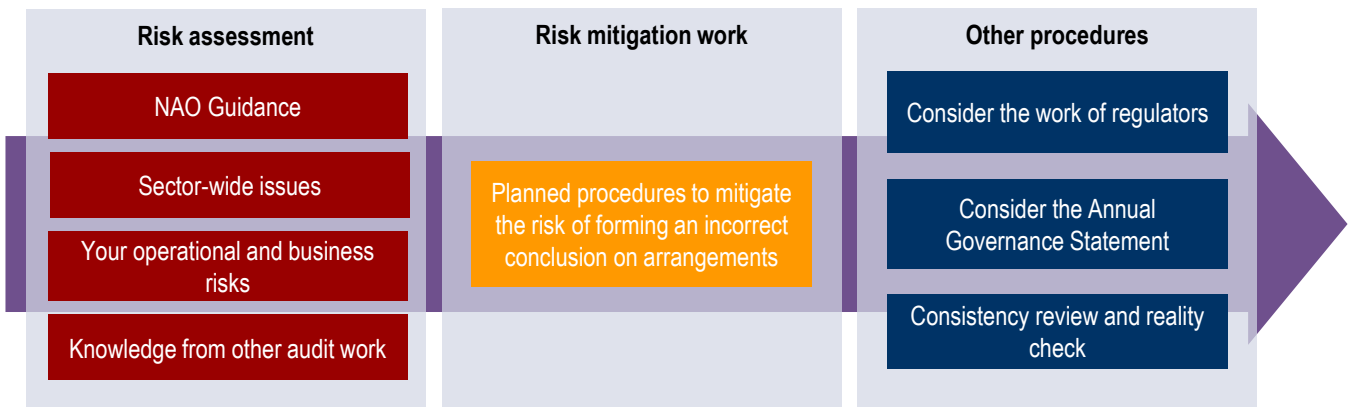 Risk assessment
NAO Guidance
Sector-wide issues
Your operational and business
risks
Knowledge from other audit work
Risk mitigation work
Planned procedures to mitigate
the risk of forming an incorrect
conclusion on arrangements
Other procedures
Consider the work of regulators
Consider the Annual
Governance Statement
Consistency review and reality
check